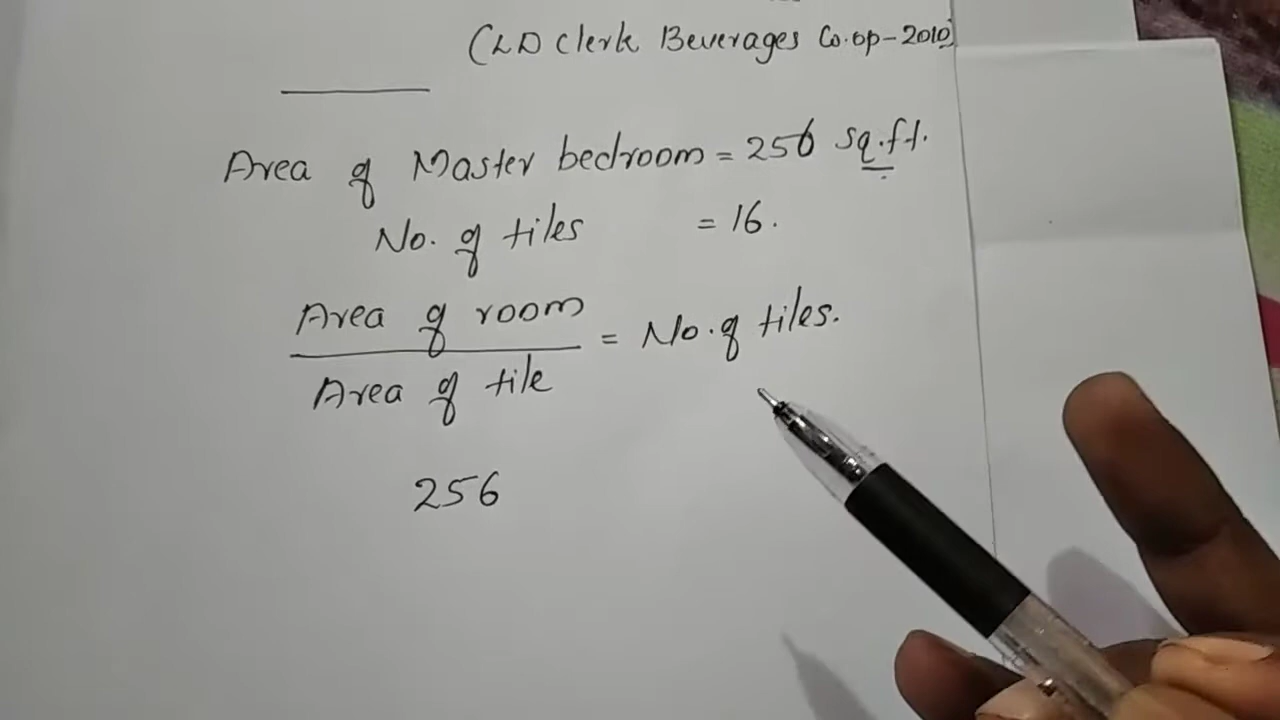 (LD Clerk Beverages Co.op-2010)
Area of Master bedroom = 256 sq.ft.
No. of tiles = 16.
Area of room
Area of tile
= No. of tiles.
256